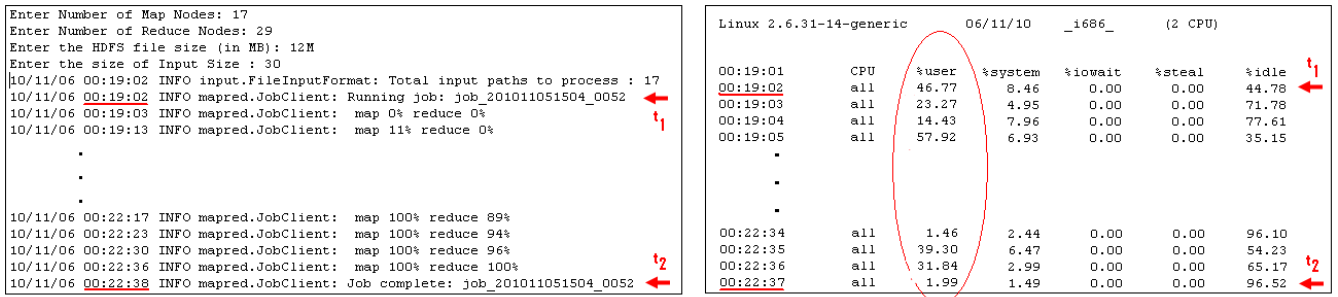 Enter Number of Map Nodes: 17
Enter Number of Reduce Nodes: 29
Enter the HDFS file size (in MB): 12M
Enter the size of Input Size : 30
10/11/06 00:19:02 INFO input.FileInputFormat: Total input paths to process : 17
10/11/06 00:19:02 INFO mapred.JobClient: Running job: job_201011051504_0052
t1
10/11/06 00:19:03 INFO mapred.JobClient:  map 0% reduce 0%
10/11/06 00:19:13 INFO mapred.JobClient:  map 11% reduce 0%
.
.
.
10/11/06 00:22:17 INFO mapred.JobClient:  map 100% reduce 89%
10/11/06 00:22:23 INFO mapred.JobClient:  map 100% reduce 94%
10/11/06 00:22:30 INFO mapred.JobClient:  map 100% reduce 96%
10/11/06 00:22:36 INFO mapred.JobClient:  map 100% reduce 100%
t2
10/11/06 00:22:38 INFO mapred.JobClient: Job complete: job_201011051504_0052
Linux 2.6.31-14-generic 06/11/10 _i686_ (2 CPU)
00:19:01 CPU %user %system %iowait %steal %idle
t1
00:19:02 all 46.77 8.46 0.00 0.00 44.78
00:19:03 all 23.27 4.95 0.00 0.00 71.78
00:19:04 all 14.43 7.96 0.00 0.00 77.61
00:19:05 all 57.92 6.93 0.00 0.00 35.15
.
.
.
00:22:34 all 1.46 2.44 0.00 0.00 96.10
00:22:35 all 39.30 6.47 0.00 0.00 54.23
00:22:36 all 31.84 2.99 0.00 0.00 65.17
t2
00:22:37 all 1.99 1.49 0.00 0.00 96.52